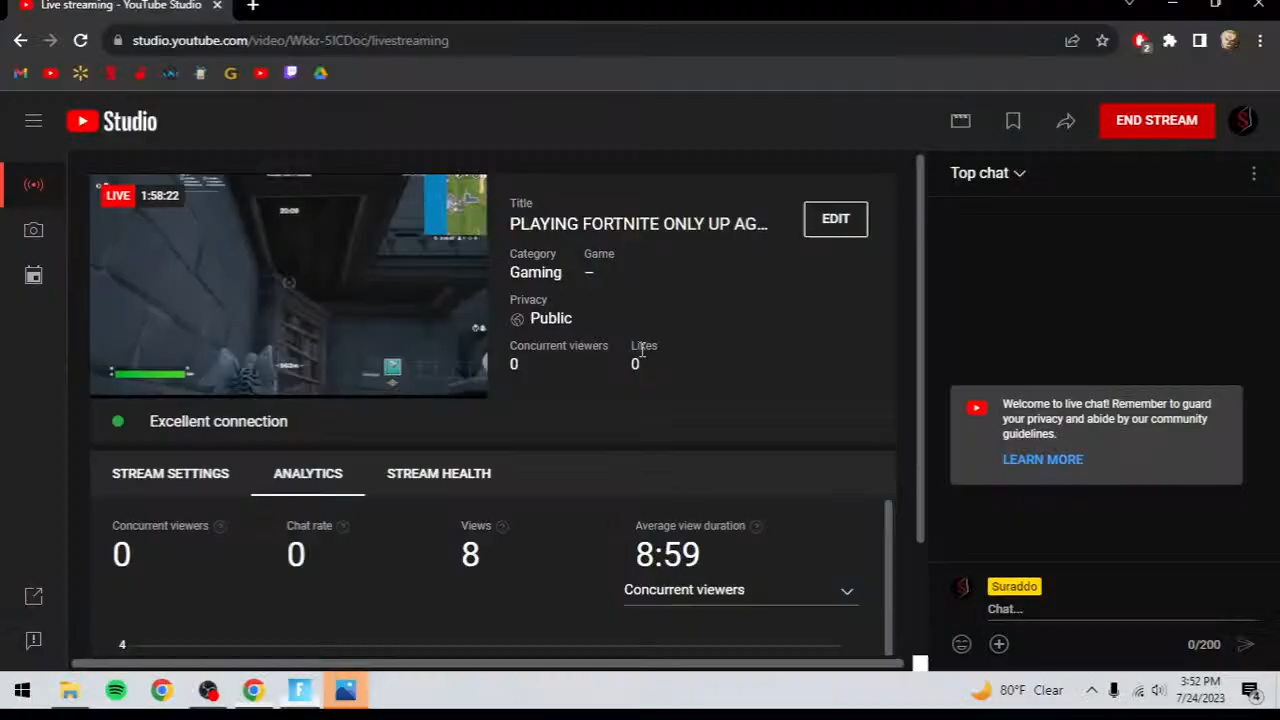 Live streaming - YouTube Studio
studio.youtube.com/video/Wkkr-5ICDoc/livestreaming
2
Studio
END STREAM
LIVE 1:58:22
20:09
Title
PLAYING FORTNITE ONLY UP AG...
EDIT
Category Game
Gaming –
Privacy
Public
Concurrent viewers Likes
0 0
Excellent connection
STREAM SETTINGS ANALYTICS STREAM HEALTH
Concurrent viewers Chat rate Views Average view duration
0 0 8 8:59
Concurrent viewers
4
Top chat
Welcome to live chat! Remember to guard
your privacy and abide by our community
guidelines.
LEARN MORE
Suraddo
Chat...
0/200
80°F Clear
3:52 PM
7/24/2023
4